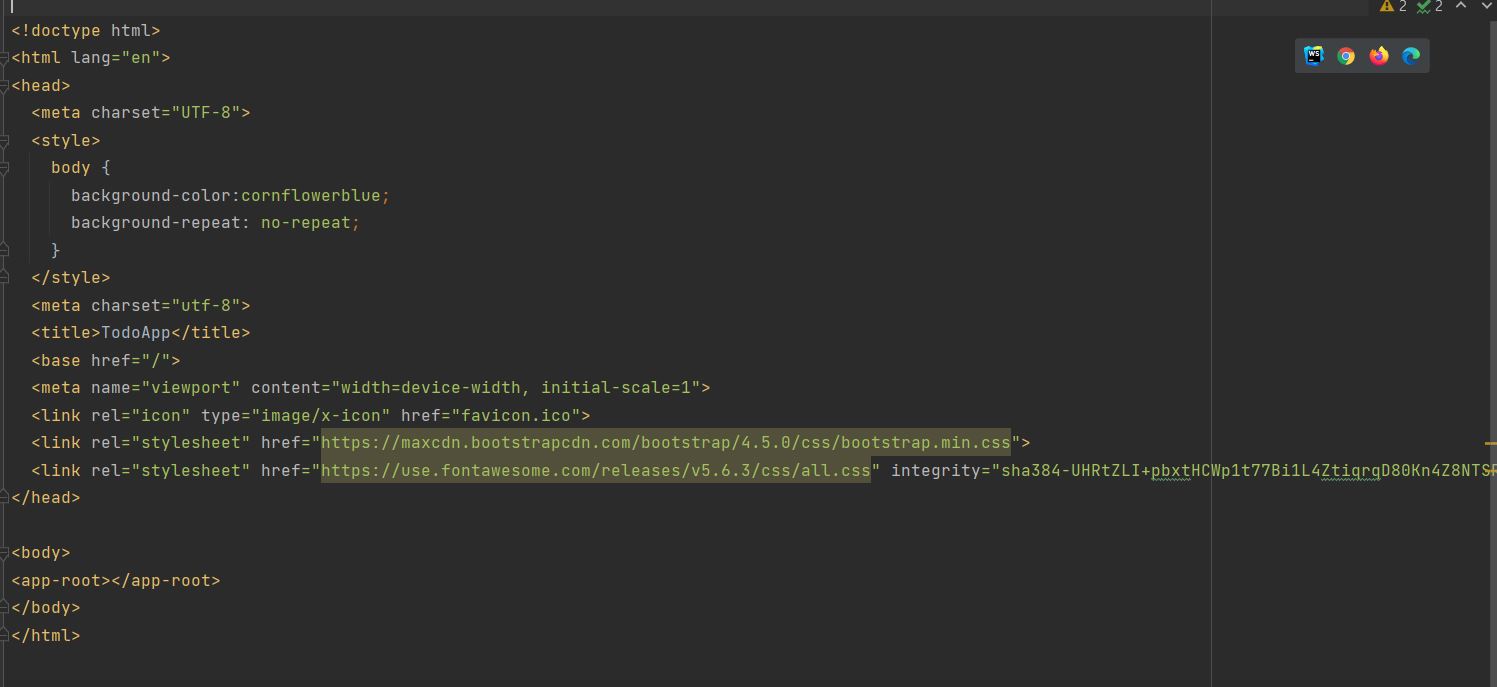 2 2
<!doctype html>
<html lang="en">
<head>
  <meta charset="UTF-8">
  <style>
    body {
      background-color:cornflowerblue;
      background-repeat: no-repeat;
    }
  </style>
  <meta charset="utf-8">
  <title>TodoApp</title>
  <base href="/">
  <meta name="viewport" content="width=device-width, initial-scale=1">
  <link rel="icon" type="image/x-icon" href="favicon.ico">
  <link rel="stylesheet" href="https://maxcdn.bootstrapcdn.com/bootstrap/4.5.0/css/bootstrap.min.css">
  <link rel="stylesheet" href="https://use.fontawesome.com/releases/v5.6.3/css/all.css" integrity="sha384-UHRtZLI+pbxtHCWp1t77Bi1L4ZtiqrqD80Kn4Z8NTS
</head>
<body>
<app-root></app-root>
</body>
</html>
WS